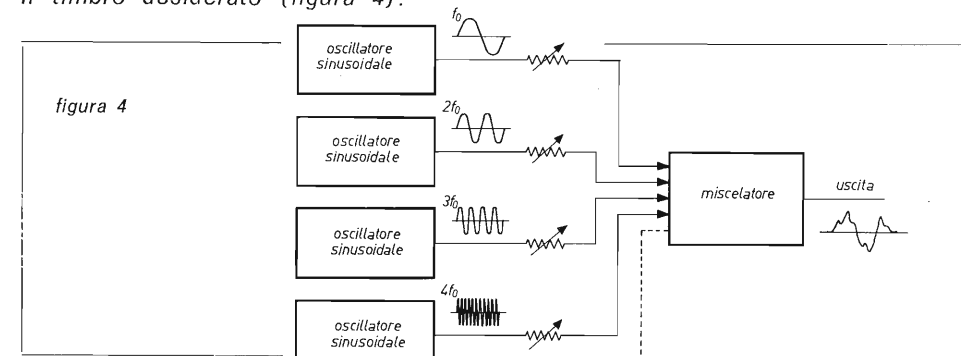 il timbro desiderato (figura 4).
f0
oscillatore
sinusoidale
figura 4
2f0
oscillatore
sinusoidale
miscelatore
uscita
3f0
oscillatore
sinusoidale
4f0
oscillatore
sinusoidale